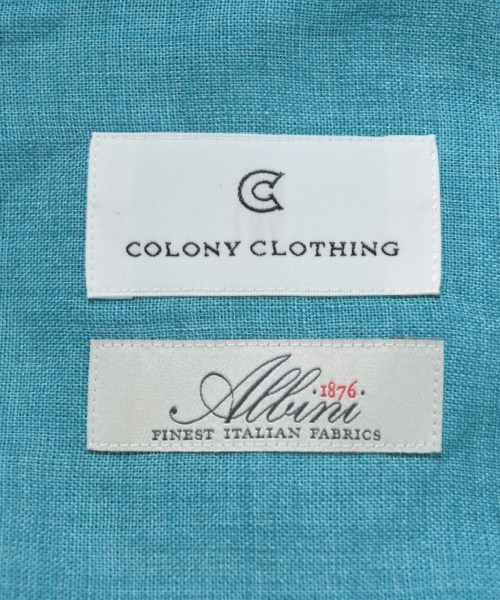 CC
COLONY CLOTHING
1876
Albini
FINEST ITALIAN FABRICS